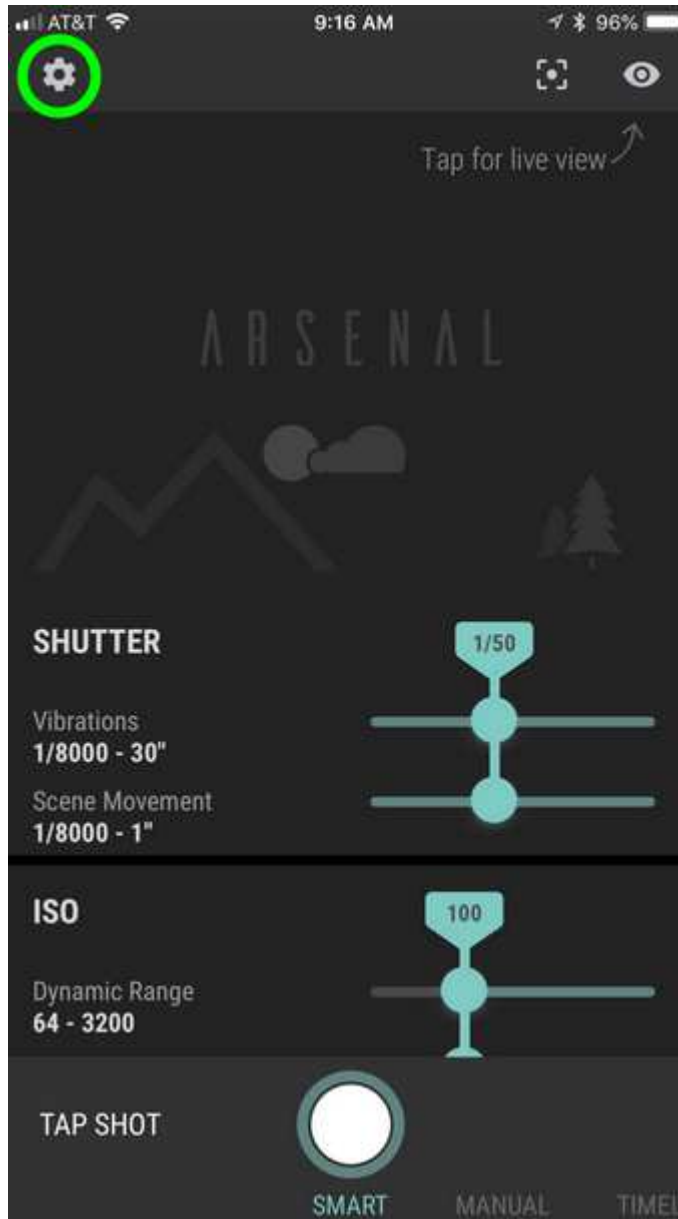 AT&T 9:16 AM 96%
Tap for live view
ARSENAL
SHUTTER
1/50
Vibrations
1/8000 - 30"
Scene Movement
1/8000 - 1"
ISO
100
Dynamic Range
64 - 3200
TAP SHOT
SMART MANUAL TIMEL